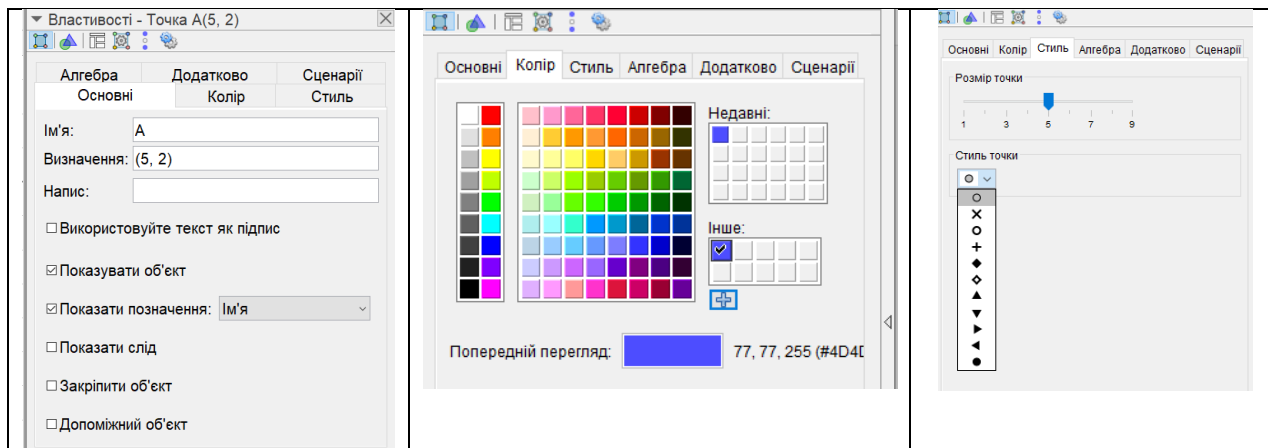 Властивості - Точка A(5, 2)
Алгебра Додатково Сценарії
Основні Колір Стиль
Ім'я: A
Визначення: (5, 2)
Напис:
Використовуйте текст як підпис
Показувати об'єкт
Показати позначення: Ім'я
Показати слід
Закріпити об'єкт
Допоміжний об'єкт
Основні Колір Стиль Алгебра Додатково Сценарії
Недавні:
Інше:
Попередній перегляд: 77, 77, 255 (#4D4D
Основні Колір Стиль Алгебра Додатково Сценарії
Розмір точки
1 3 5 7 9
Стиль точки